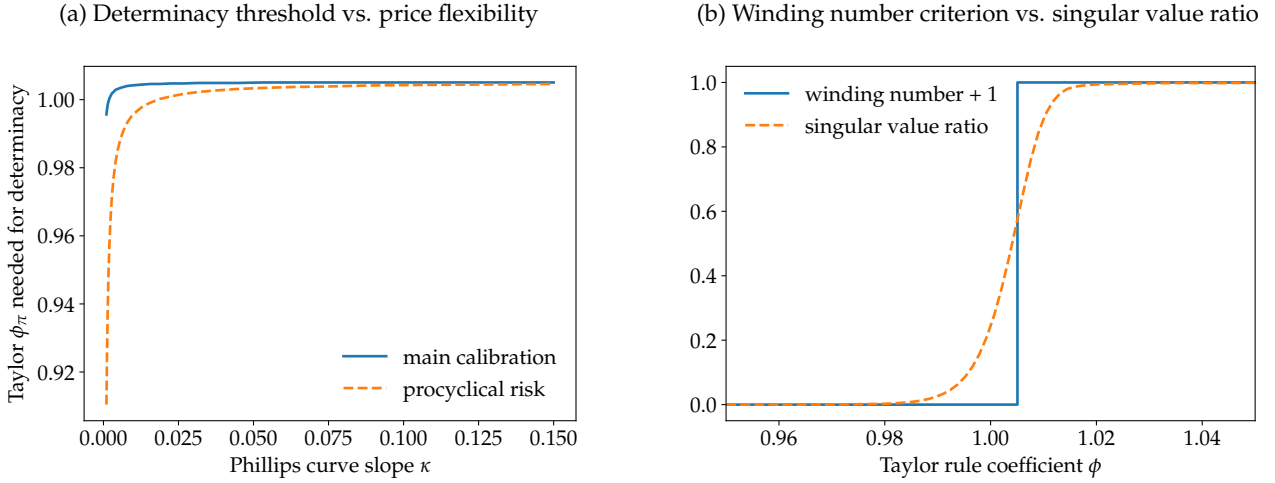 (a) Determinacy threshold vs. price flexibility
Taylor ϕπ needed for determinacy
1.00
0.98
0.96
0.94
0.92
main calibration
procyclical risk
0.000 0.025 0.050 0.075 0.100 0.125 0.150
Phillips curve slope κ
(b) Winding number criterion vs. singular value ratio
1.0
0.8
0.6
0.4
0.2
0.0
winding number + 1
singular value ratio
0.96 0.98 1.00 1.02 1.04
Taylor rule coefficient ϕ